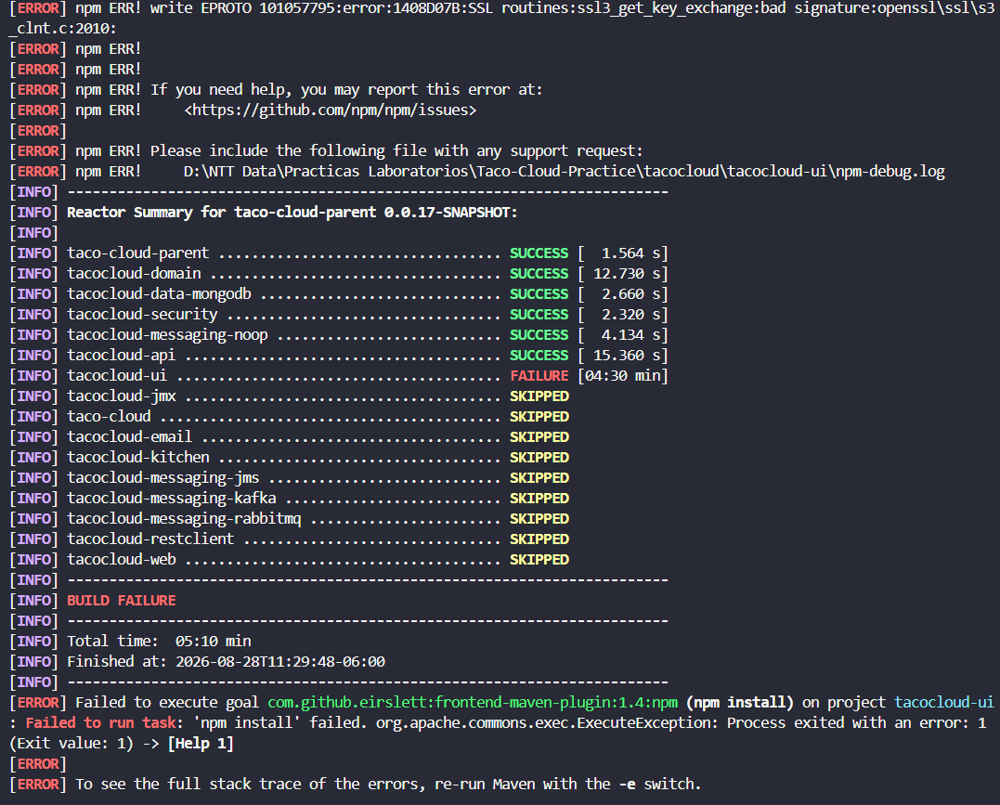 [ERROR] npm ERR! write EPROTO 101057795:error:1408D07B:SSL routines:ssl3_get_key_exchange:bad signature:openssl\ssl\s3
_clnt.c:2010:
[ERROR] npm ERR!
[ERROR] npm ERR!
[ERROR] npm ERR! If you need help, you may report this error at:
[ERROR] npm ERR!     <https://github.com/npm/npm/issues>
[ERROR]
[ERROR] npm ERR! Please include the following file with any support request:
[ERROR] npm ERR!     D:\NTT Data\Practicas Laboratorios\Taco-Cloud-Practice\tacocloud\tacocloud-ui\npm-debug.log
[INFO] ------------------------------------------------------------------------
[INFO] Reactor Summary for taco-cloud-parent 0.0.17-SNAPSHOT:
[INFO]
[INFO] taco-cloud-parent .................................. SUCCESS [  1.564 s]
[INFO] tacocloud-domain ................................... SUCCESS [ 12.730 s]
[INFO] tacocloud-data-mongodb ............................. SUCCESS [  2.660 s]
[INFO] tacocloud-security ................................. SUCCESS [  2.320 s]
[INFO] tacocloud-messaging-noop ........................... SUCCESS [  4.134 s]
[INFO] tacocloud-api ...................................... SUCCESS [ 15.360 s]
[INFO] tacocloud-ui ....................................... FAILURE [04:30 min]
[INFO] tacocloud-jmx ...................................... SKIPPED
[INFO] taco-cloud ......................................... SKIPPED
[INFO] tacocloud-email .................................... SKIPPED
[INFO] tacocloud-kitchen .................................. SKIPPED
[INFO] tacocloud-messaging-jms ............................ SKIPPED
[INFO] tacocloud-messaging-kafka .......................... SKIPPED
[INFO] tacocloud-messaging-rabbitmq ....................... SKIPPED
[INFO] tacocloud-restclient ............................... SKIPPED
[INFO] tacocloud-web ...................................... SKIPPED
[INFO] ------------------------------------------------------------------------
[INFO] BUILD FAILURE
[INFO] ------------------------------------------------------------------------
[INFO] Total time:  05:10 min
[INFO] Finished at: 2026-08-28T11:29:48-06:00
[INFO] ------------------------------------------------------------------------
[ERROR] Failed to execute goal com.github.eirslett:frontend-maven-plugin:1.4:npm (npm install) on project tacocloud-ui
: Failed to run task: 'npm install' failed. org.apache.commons.exec.ExecuteException: Process exited with an error: 1
(Exit value: 1) -> [Help 1]
[ERROR]
[ERROR] To see the full stack trace of the errors, re-run Maven with the -e switch.